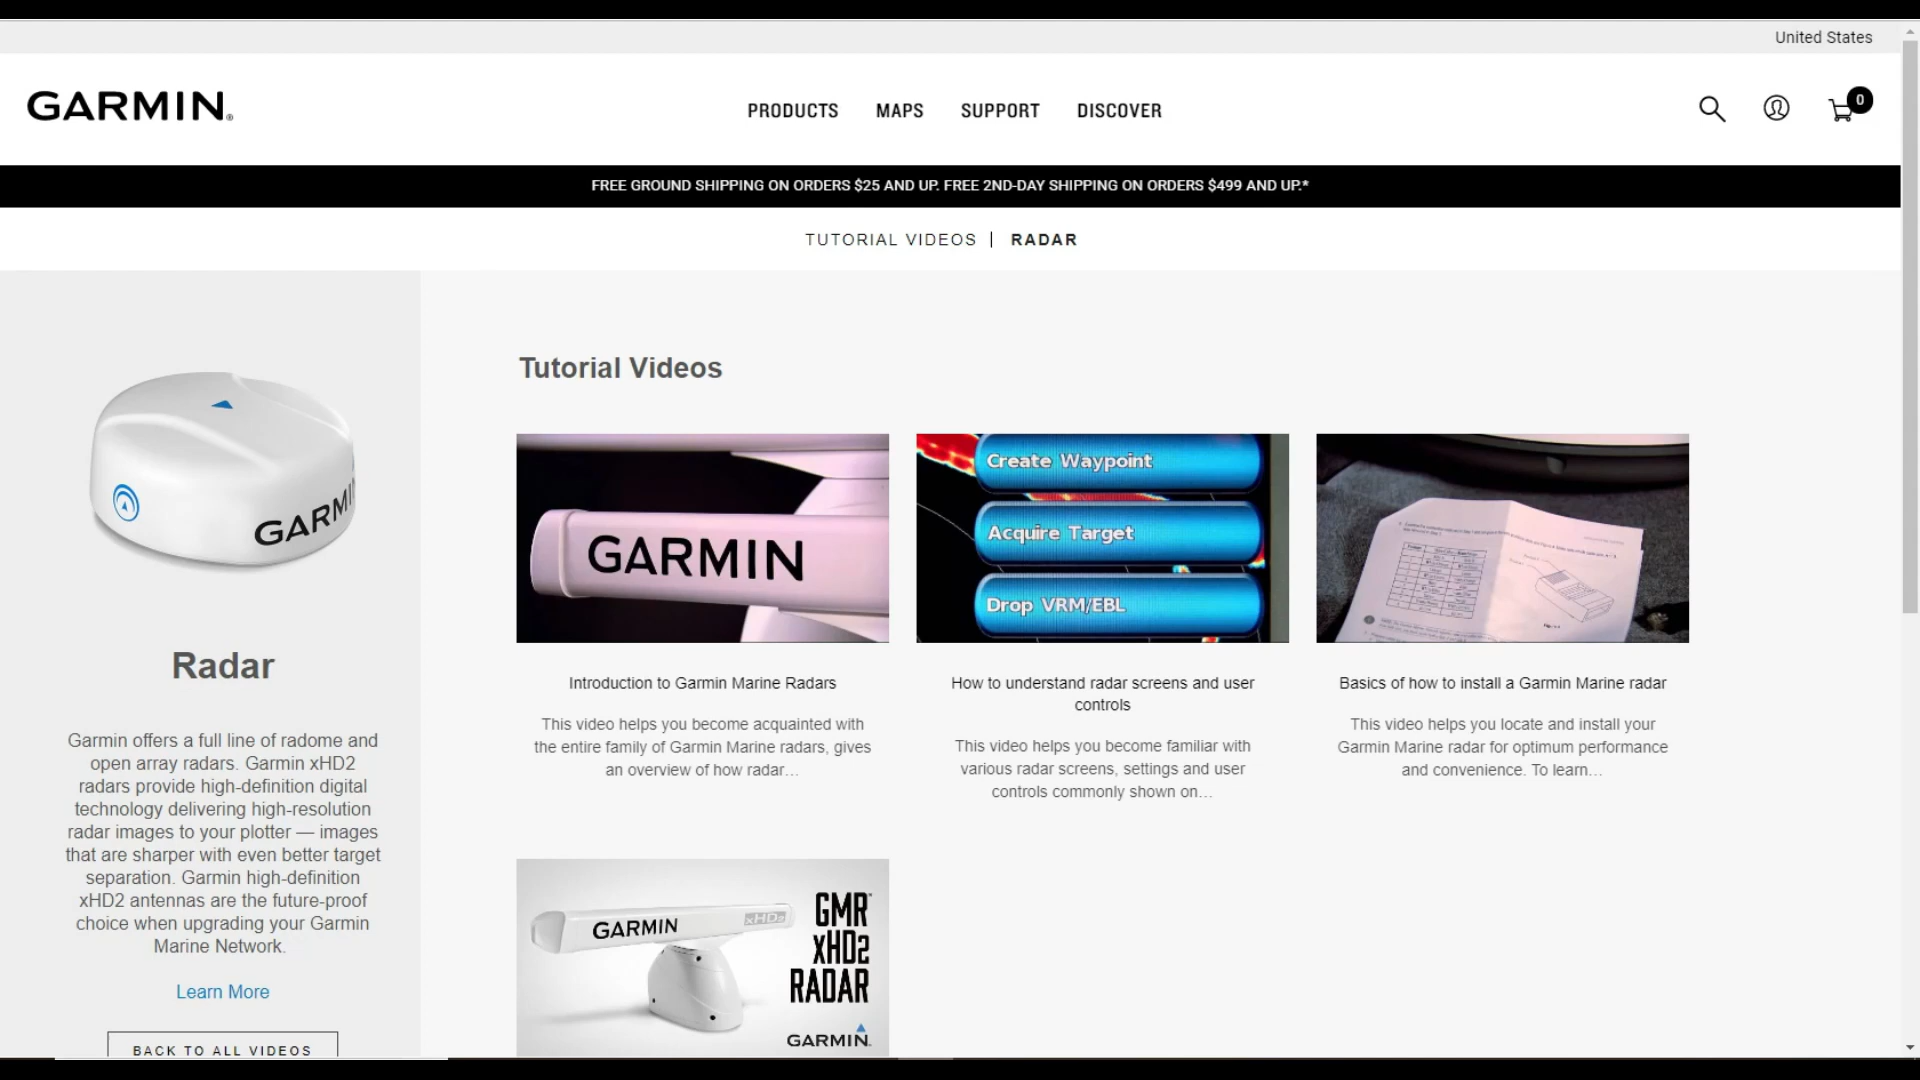 United States
GARMIN®
PRODUCTS MAPS SUPPORT DISCOVER
0
FREE GROUND SHIPPING ON ORDERS $25 AND UP. FREE 2ND-DAY SHIPPING ON ORDERS $499 AND UP.*
TUTORIAL VIDEOS | RADAR
GARMIN
Radar
Garmin offers a full line of radome and
open array radars. Garmin xHD2
radars provide high-definition digital
technology delivering high-resolution
radar images to your plotter — images
that are sharper with even better target
separation. Garmin high-definition
xHD2 antennas are the future-proof
choice when upgrading your Garmin
Marine Network.
Learn More
BACK TO ALL VIDEOS
Tutorial Videos
GARMIN
Introduction to Garmin Marine Radars
This video helps you become acquainted with
the entire family of Garmin Marine radars, gives
an overview of how radar…
Create Waypoint
Acquire Target
Drop VRM/EBL
How to understand radar screens and user
controls
This video helps you become familiar with
various radar screens, settings and user
controls commonly shown on…
Basics of how to install a Garmin Marine radar
This video helps you locate and install your
Garmin Marine radar for optimum performance
and convenience. To learn…
GARMIN xHD2
GMR™
xHD2
RADAR
GARMIN.